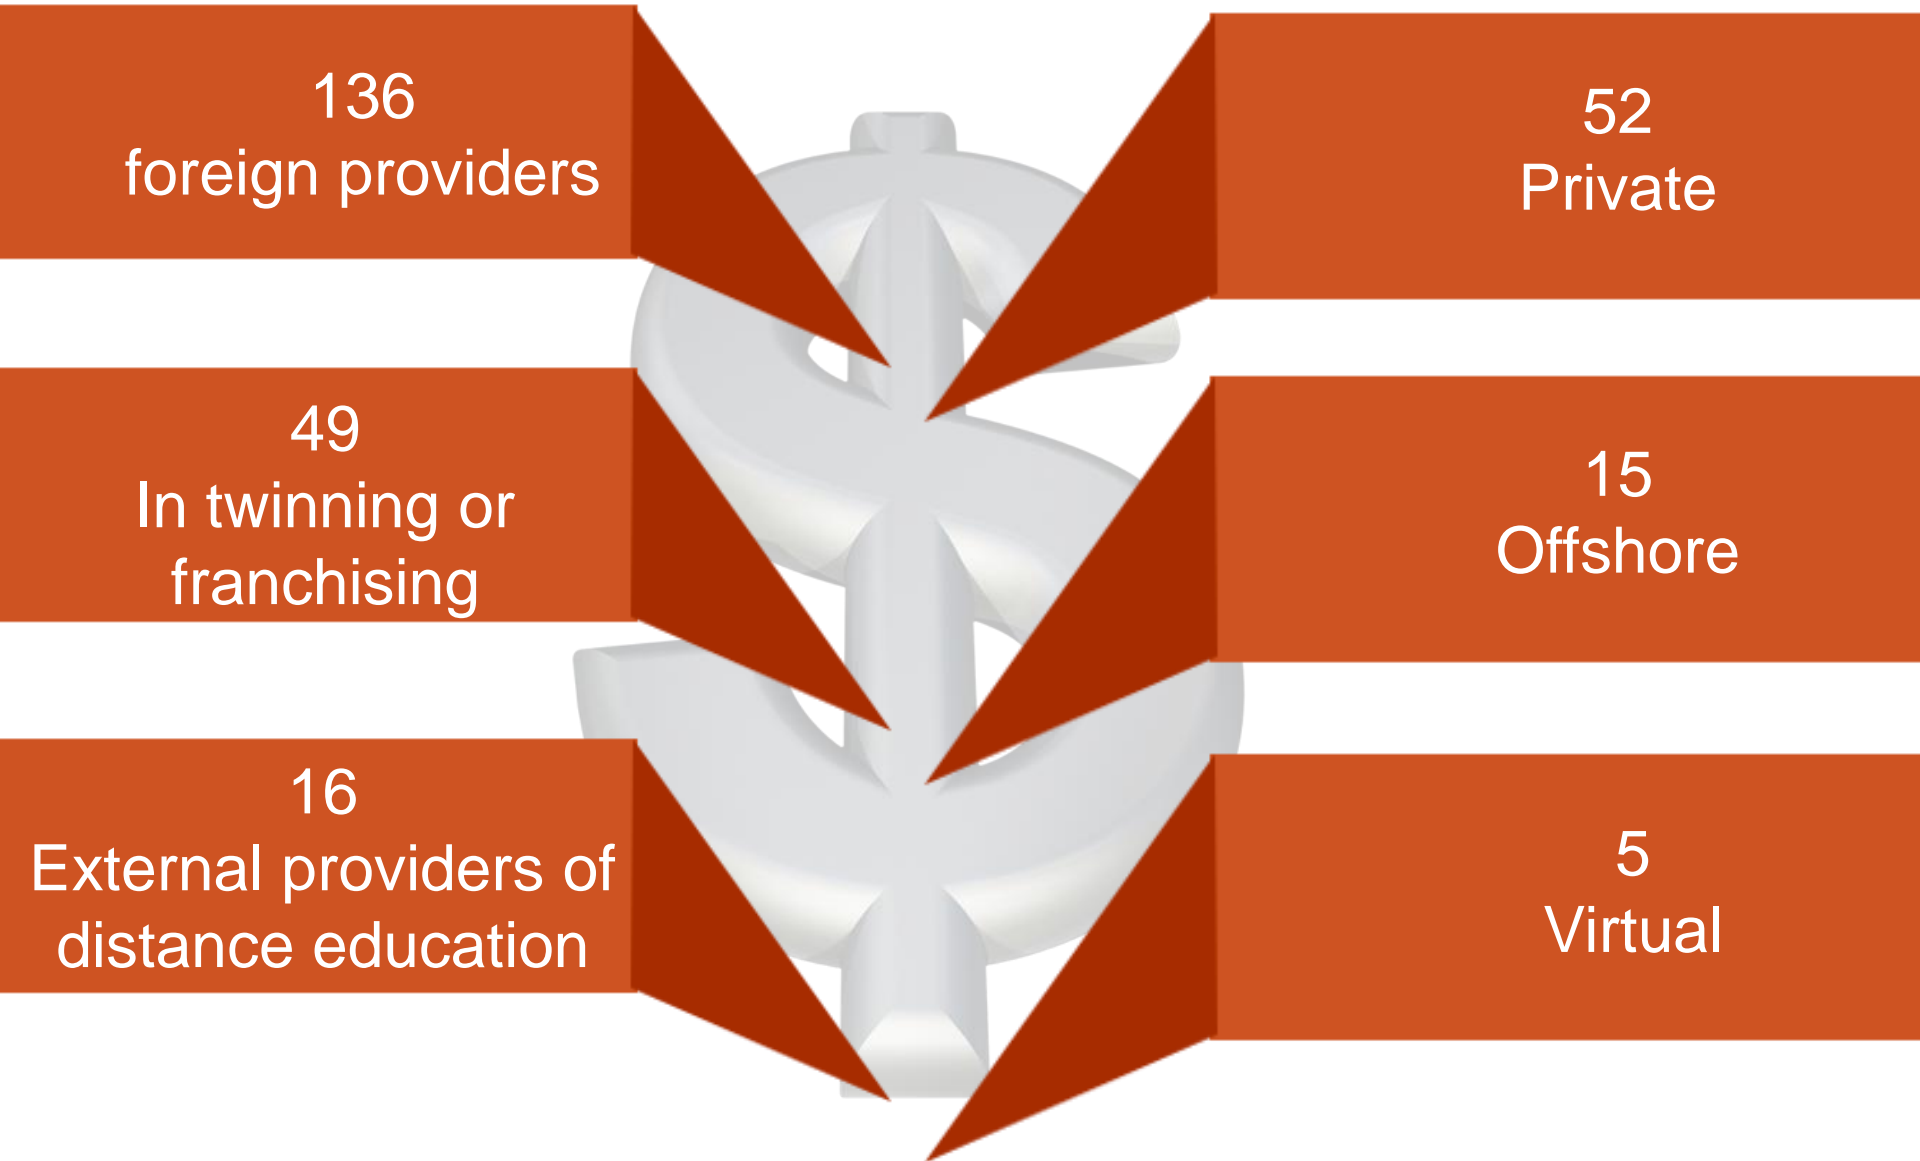 136
foreign providers
52
Private
49
In twinning or
franchising
15
Offshore
16
External providers of
distance education
5
Virtual